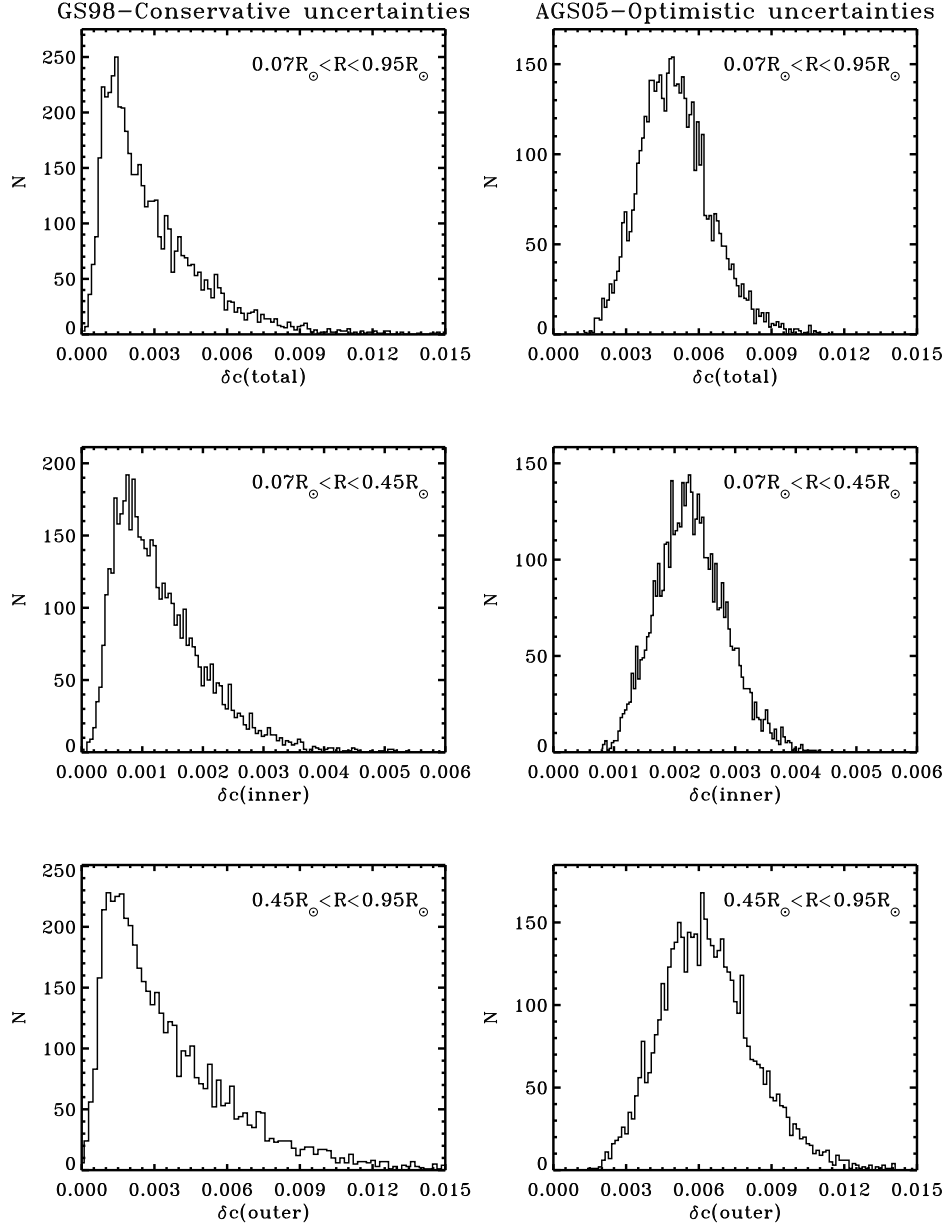 GS98−Conservative uncertainties
AGS05−Optimistic uncertainties
0.07R☉<R<0.95R☉
250
200
150
100
50
0
N
0.000 0.003 0.006 0.009 0.012 0.015
δc(total)
0.07R☉<R<0.95R☉
150
100
50
0
N
0.000 0.003 0.006 0.009 0.012 0.015
δc(total)
0.07R☉<R<0.45R☉
200
150
100
50
0
N
0.000 0.001 0.002 0.003 0.004 0.005 0.006
δc(inner)
0.07R☉<R<0.45R☉
150
100
50
0
N
0.000 0.001 0.002 0.003 0.004 0.005 0.006
δc(inner)
0.45R☉<R<0.95R☉
250
200
150
100
50
0
N
0.000 0.003 0.006 0.009 0.012 0.015
δc(outer)
0.45R☉<R<0.95R☉
150
100
50
0
N
0.000 0.003 0.006 0.009 0.012 0.015
δc(outer)